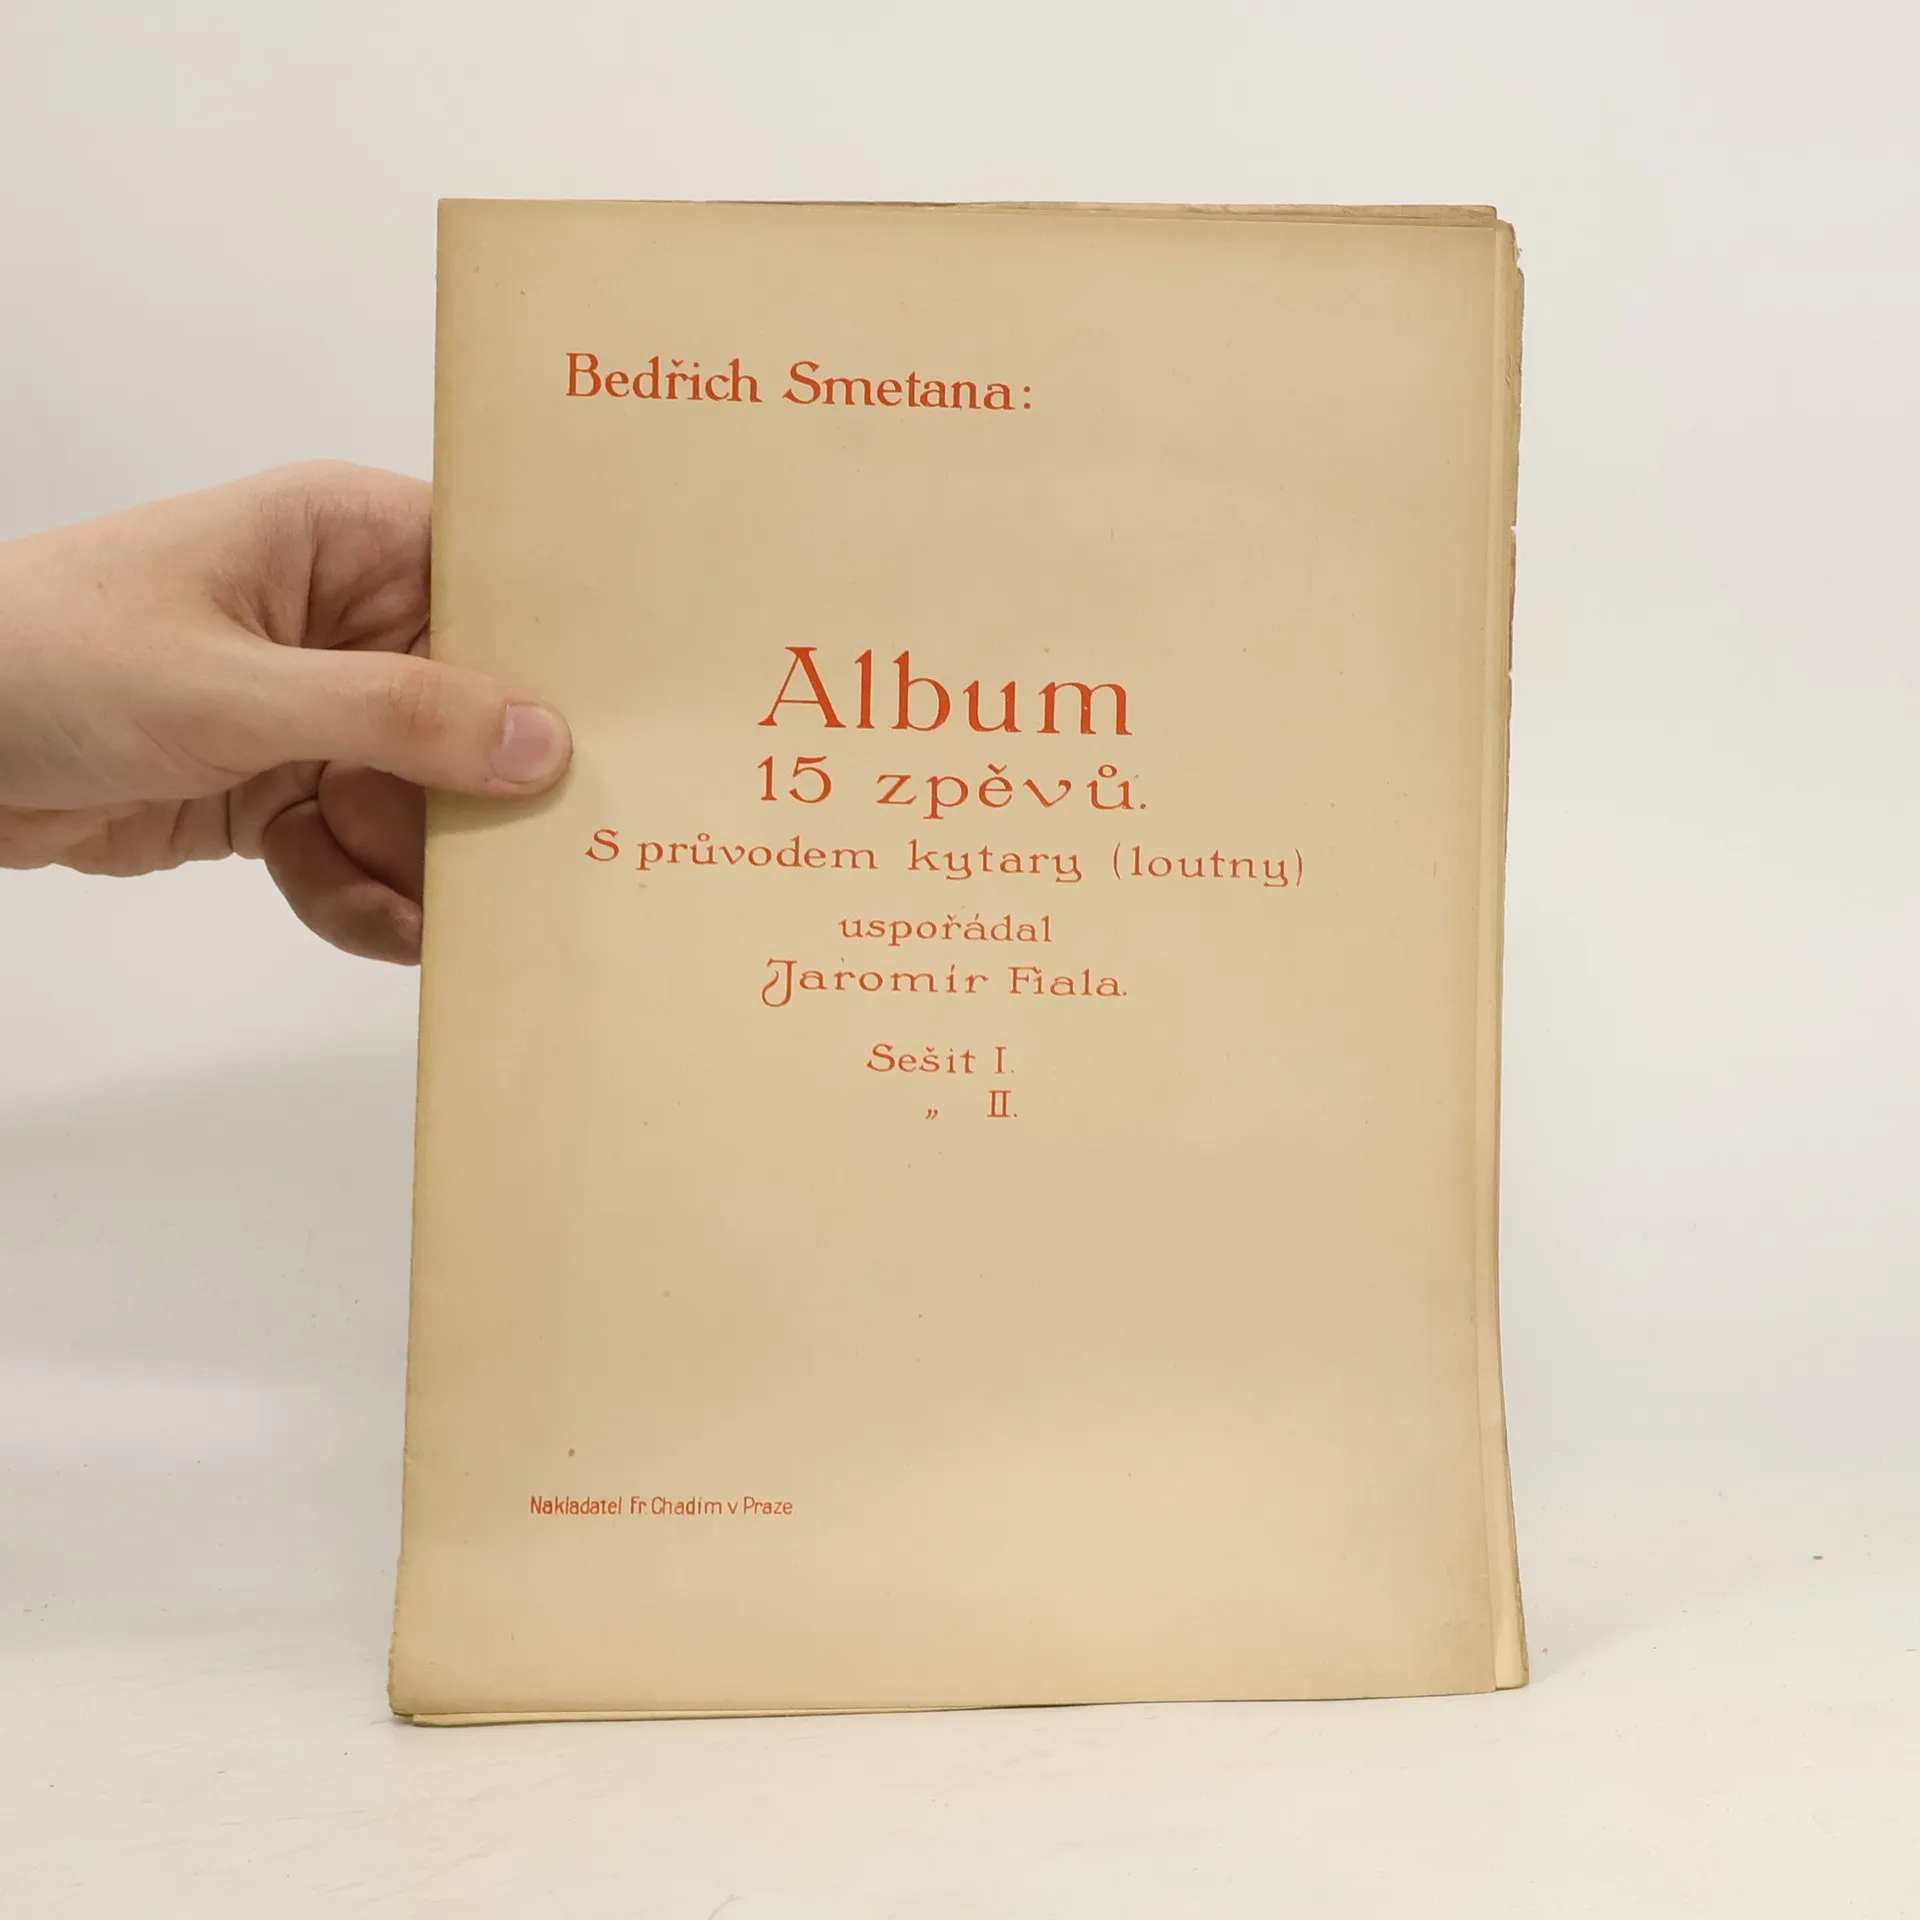 Bedřich Smetana:
Album
15 zpěvů.
S průvodem kytary (loutny)
uspořádal
Jaromír Fiala.
Sešit I.
„ II.
Nakladatel Fr. Chadím v Praze